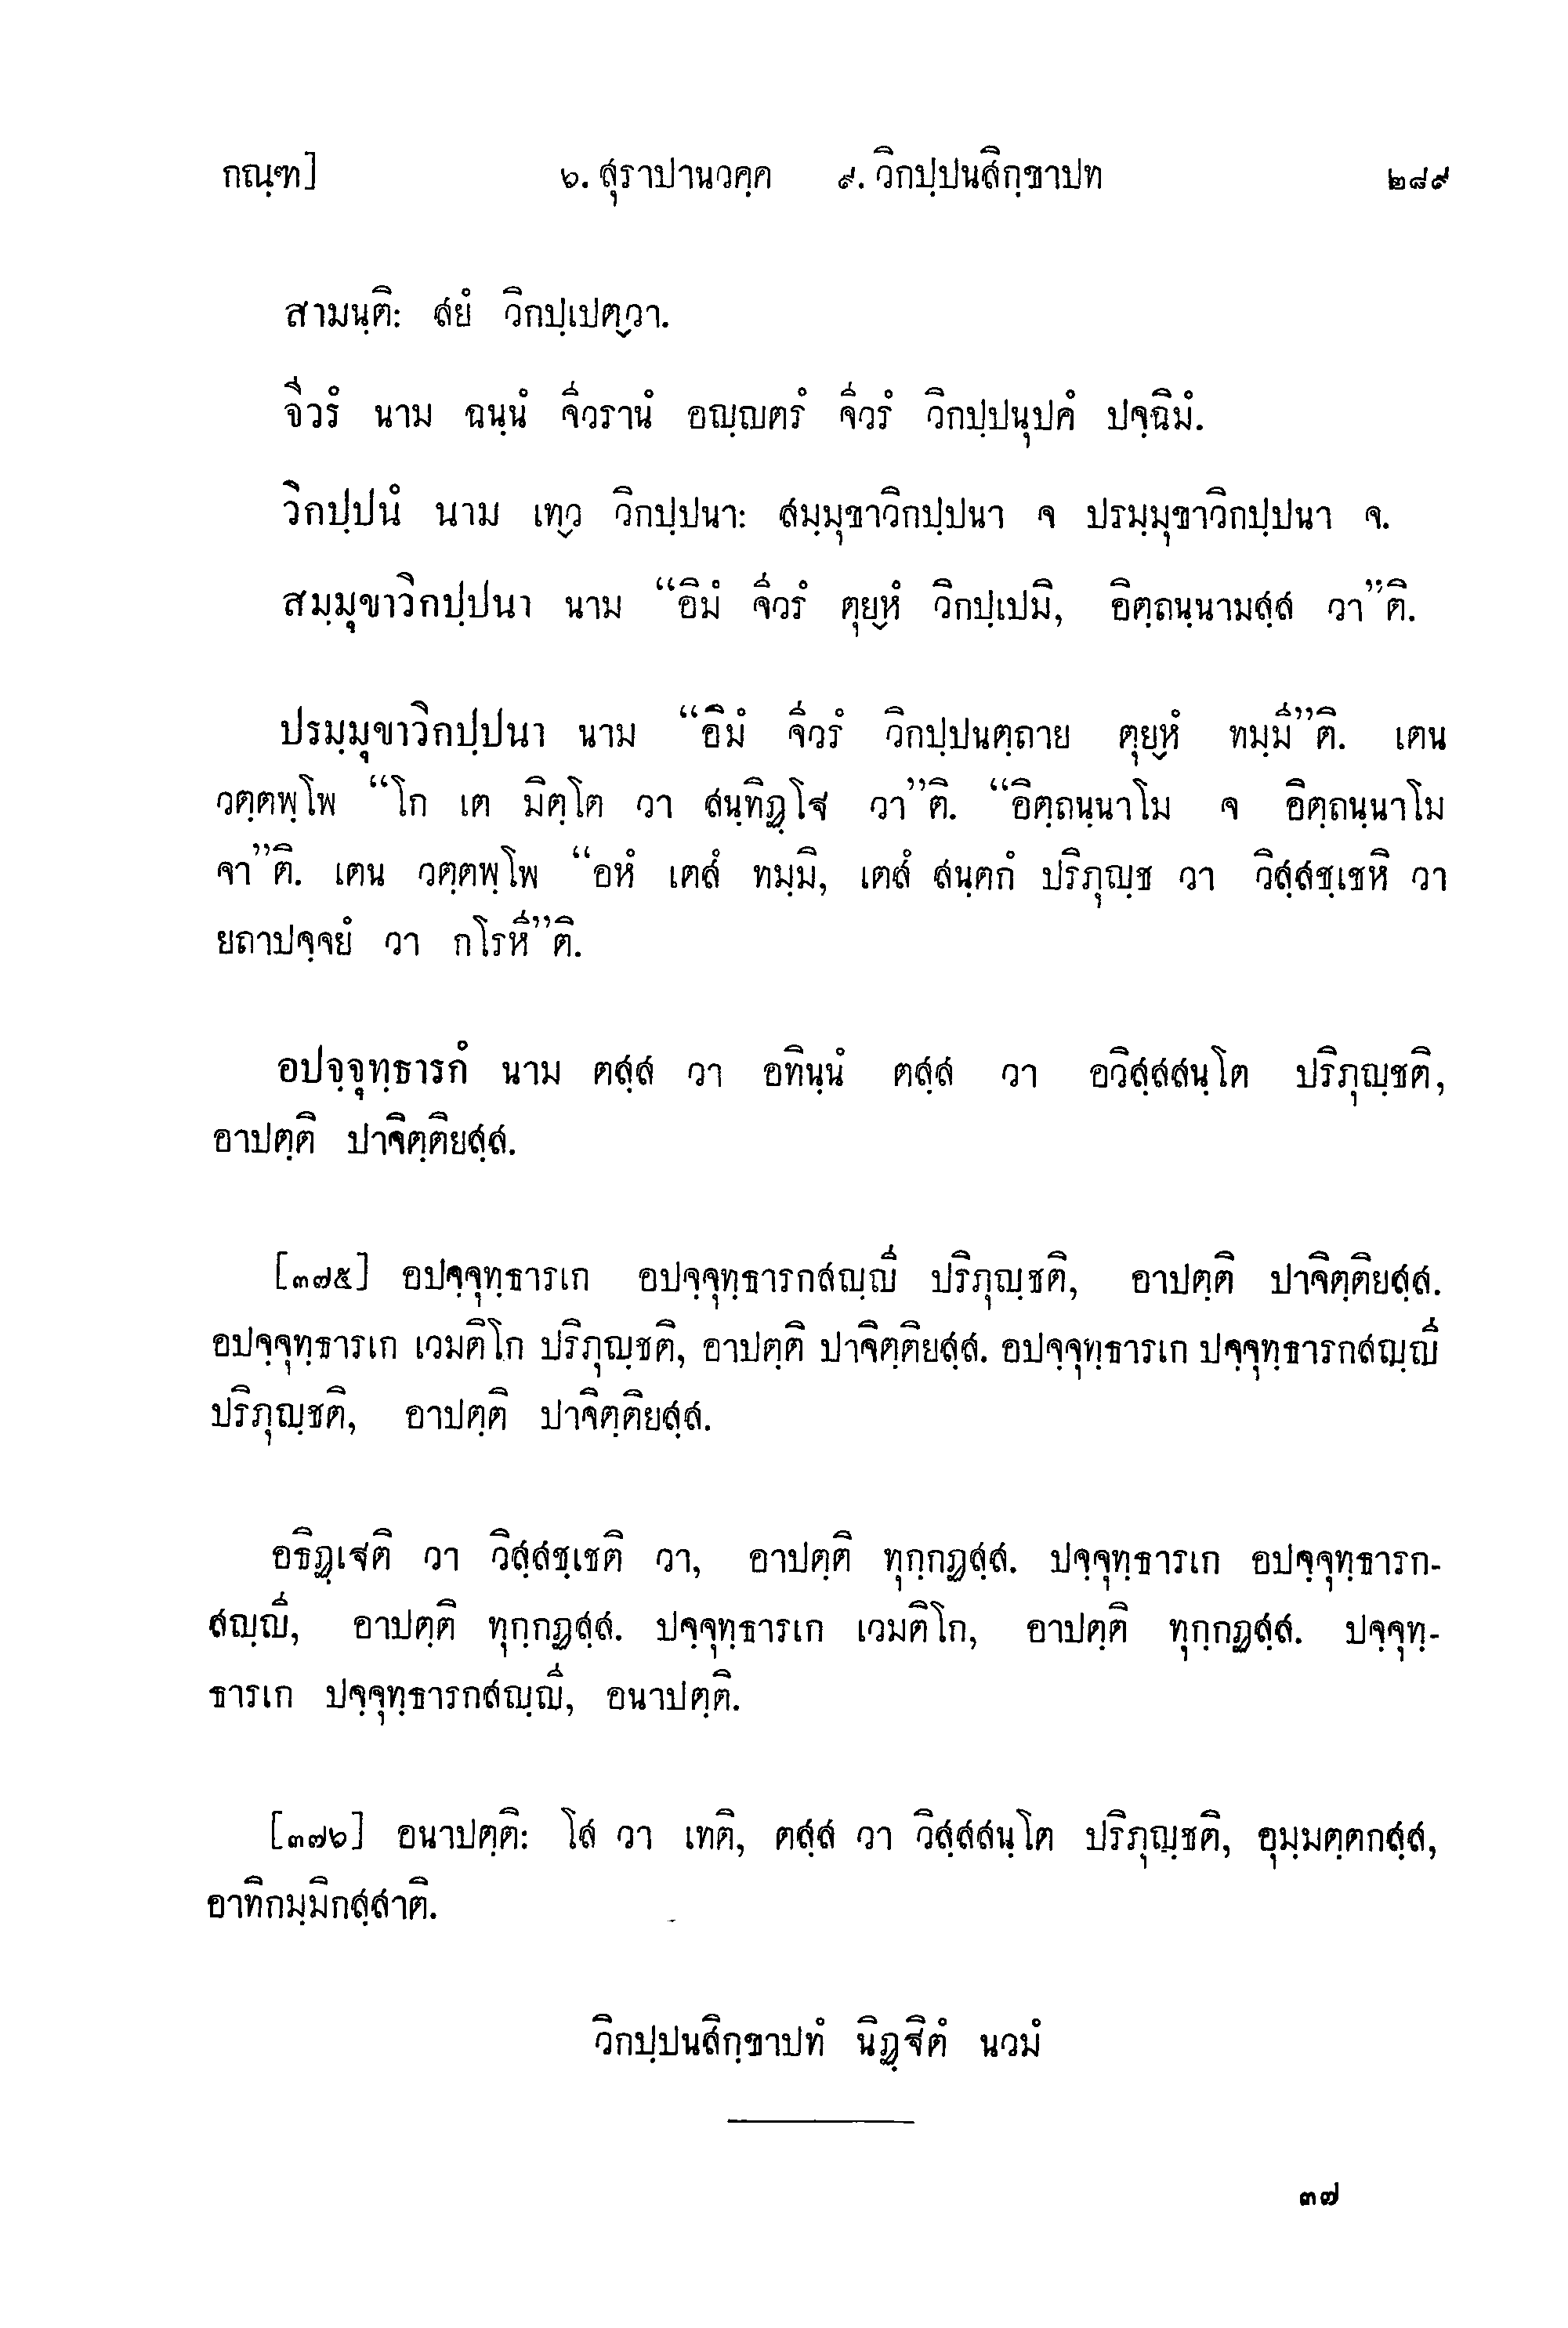 กณฺฑ] ๖. สุราปานวคฺค ๙. วิกปฺปนสิกฺขาปท ๒๘๙
สามนฺติ: สยํ วิกปฺเปตฺวา.
จีวรํ นาม ฉนฺนํ จีวรานํ อญฺญตรํ จีวรํ วิกปฺปนุปคํ ปจฺฉิมํ.
วิกปฺปนํ นาม เทฺว วิกปฺปนา: สมฺมุขาวิกปฺปนา จ ปรมฺมุขาวิกปฺปนา จ.
สมฺมุขาวิกปฺปนา นาม “อิมํ จีวรํ ตุยฺหํ วิกปฺเปมิ, อิตฺถนฺนามสฺส วา”ติ.
ปรมฺมุขาวิกปฺปนา นาม “อิมํ จีวรํ วิกปฺปนตฺถาย ตุยฺหํ ทมฺมี”ติ. เตน
วตฺตพฺโพ “โก เต มิตฺโต วา สนฺทิฏฺโฐ วา”ติ. “อิตฺถนฺนาโม จ อิตฺถนฺนาโม
จา”ติ. เตน วตฺตพฺโพ “อหํ เตสํ ทมฺมิ, เตสํ สนฺตกํ ปริภุญฺช วา วิสฺสชฺเชหิ วา
ยถาปจฺจยํ วา กโรหี”ติ.
อปจฺจุทฺธารกํ นาม ตสฺส วา อทินฺนํ ตสฺส วา อวิสฺสสนฺโต ปริภุญฺชติ,
อาปตฺติ ปาจิตฺติยสฺส.
[๓๗๕] อปจฺจุทฺธารเก อปจฺจุทฺธารกสญฺญี ปริภุญฺชติ, อาปตฺติ ปาจิตฺติยสฺส.
อปจฺจุทฺธารเก เวมติโก ปริภุญฺชติ, อาปตฺติ ปาจิตฺติยสฺส. อปจฺจุทฺธารเก ปจฺจุทฺธารกสญฺญี
ปริภุญฺชติ, อาปตฺติ ปาจิตฺติยสฺส.
อธิฏฺเฐติ วา วิสฺสชฺเชติ วา, อาปตฺติ ทุกฺกฏสฺส. ปจฺจุทฺธารเก อปจฺจุทฺธารก-
สญฺญี, อาปตฺติ ทุกฺกฏสฺส. ปจฺจุทฺธารเก เวมติโก, อาปตฺติ ทุกฺกฏสฺส. ปจฺจุทฺ-
ธารเก ปจฺจุทฺธารกสญฺญี, อนาปตฺติ.
[๓๗๖] อนาปตฺติ: โส วา เทติ, ตสฺส วา วิสฺสสนฺโต ปริภุญฺชติ, อุมฺมตฺตกสฺส,
อาทิกมฺมิกสฺสาติ.
วิกปฺปนสิกฺขาปทํ นิฏฺฐิตํ นวมํ
๓๗